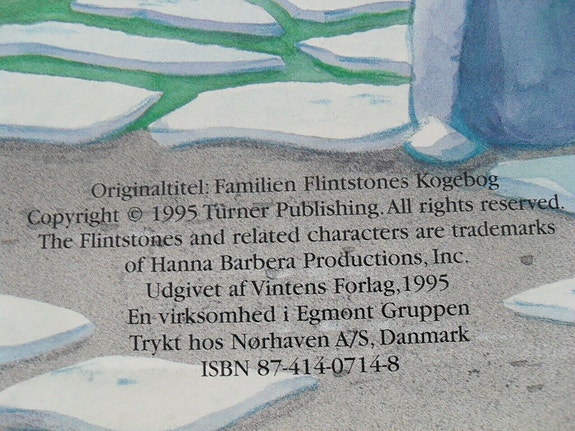 Originaltitel: Familien Flintstones Kogebog
Copyright © 1995 Turner Publishing. All rights reserved.
The Flintstones and related characters are trademarks
of Hanna Barbera Productions, Inc.
Udgivet af Vintens Forlag,1995
En virksomhed i Egmont Gruppen
Trykt hos Nørhaven A/S, Danmark
ISBN 87-414-0714-8